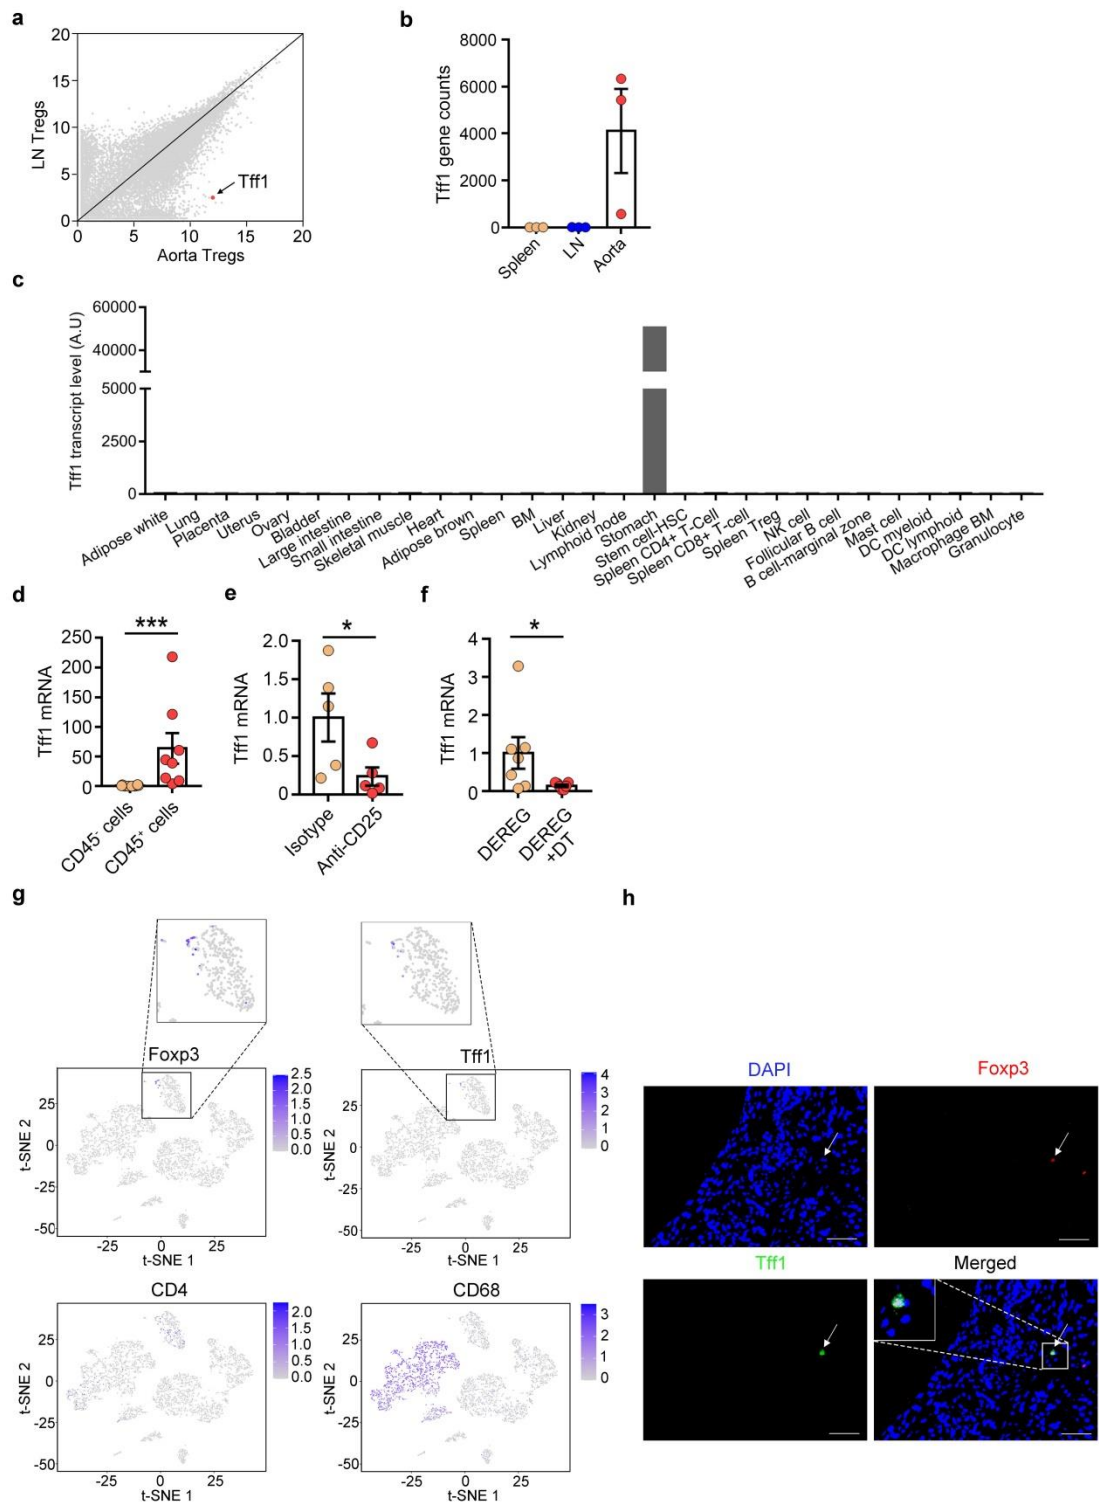 a
20
15
10
5
0
LN Tregs
Tff1
0 5 10 15 20
Aorta Tregs
b
8000
6000
4000
2000
0
Tff1 gene counts
Spleen
LN
Aorta
c
60000
40000
5000
2500
0
Tff1 transcript level (A.U)
Adipose white
Lung
Placenta
Uterus
Ovary
Bladder
Large intestine
Small intestine
Skeletal muscle
Heart
Adipose brown
Spleen
BM
Liver
Kidney
Lymphoid node
Stomach
Stem cell-HSC
Spleen CD4+ T-Cell
Spleen CD8+ T-cell
Spleen Treg
NK cell
Follicular B cell
B cell-marginal zone
Mast cell
DC myeloid
DC lymphoid
Macrophage BM
Granulocyte
d
***
250
200
150
100
50
0
Tff1 mRNA
CD45⁻ cells
CD45⁺ cells
e
*
2.0
1.5
1.0
0.5
0
Tff1 mRNA
Isotype
Anti-CD25
f
*
4
3
2
1
0
Tff1 mRNA
DEREG
DEREG
+DT
g
Foxp3
25
0
-25
-50
t-SNE 2
-25 0 25
t-SNE 1
2.5
2.0
1.5
1.0
0.5
0.0
Tff1
25
0
-25
-50
t-SNE 2
-25 0 25
t-SNE 1
4
3
2
1
0
CD4
25
0
-25
-50
t-SNE 2
-25 0 25
t-SNE 1
2.0
1.5
1.0
0.5
0.0
CD68
25
0
-25
-50
t-SNE 2
-25 0 25
t-SNE 1
3
2
1
0
h
DAPI
Foxp3
Tff1
Merged